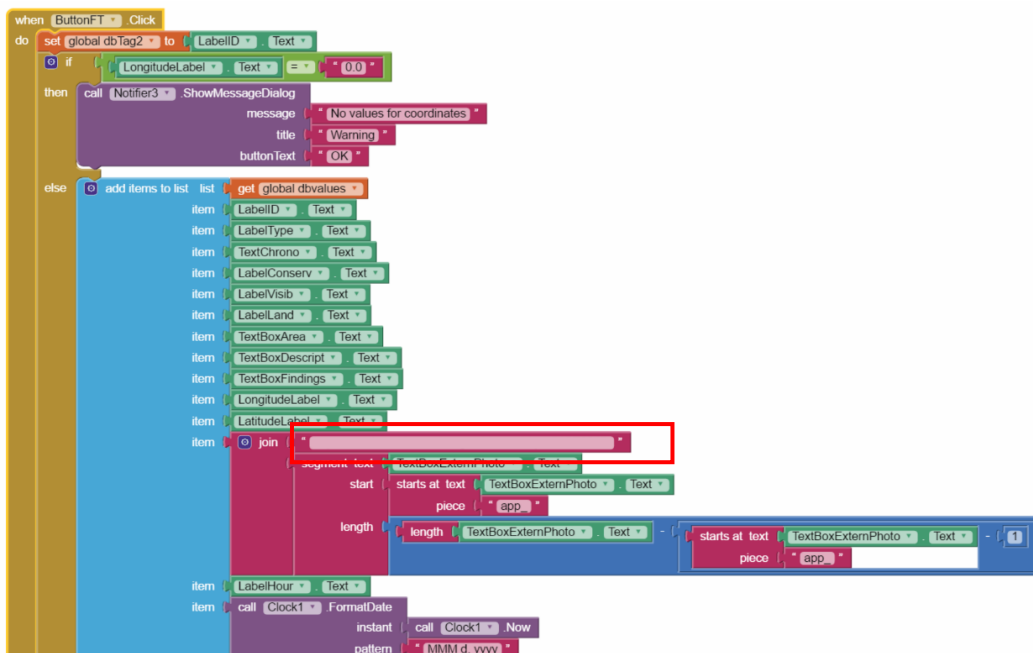 when ButtonFT .Click
do set global dbTag2 to LabelID . Text
if LongitudeLabel . Text = " 0.0 "
then call Notifier3 .ShowMessageDialog
message " No values for coordinates "
title " Warning "
buttonText " OK "
else add items to list list get global dbvalues
item LabelID . Text
item LabelType . Text
item TextChrono . Text
item LabelConserv . Text
item LabelVisib . Text
item LabelLand . Text
item TextBoxArea . Text
item TextBoxDescript . Text
item TextBoxFindings . Text
item LongitudeLabel . Text
item LatitudeLabel . Text
item join " "
segment text TextBoxExternPhoto . Text
start starts at text TextBoxExternPhoto . Text
piece " app_ "
length length TextBoxExternPhoto . Text - starts at text TextBoxExternPhoto . Text - 1
piece " app_ "
item LabelHour . Text
item call Clock1 .FormatDate
instant call Clock1 .Now
pattern " MMM d, yyyy "